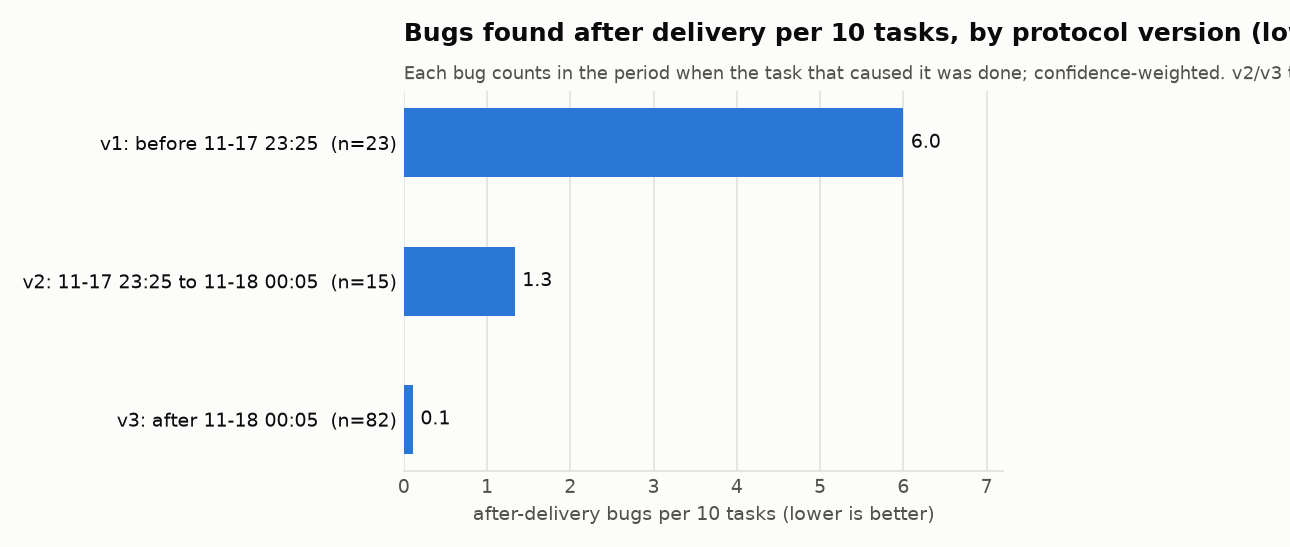 Bugs found after delivery per 10 tasks, by protocol version (lo
Each bug counts in the period when the task that caused it was done; confidence-weighted. v2/v3
v1: before 11-17 23:25 (n=23)
6.0
v2: 11-17 23:25 to 11-18 00:05 (n=15)
1.3
v3: after 11-18 00:05 (n=82)
0.1
0 1 2 3 4 5 6 7
after-delivery bugs per 10 tasks (lower is better)